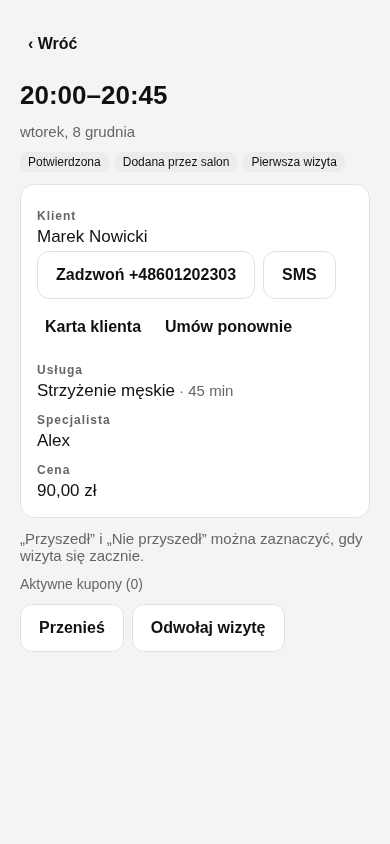 ‹ Wróć
20:00–20:45
wtorek, 8 grudnia
Potwierdzona Dodana przez salon Pierwsza wizyta
Klient
Marek Nowicki
Zadzwoń +48601202303 SMS
Karta klienta Umów ponownie
Usługa
Strzyżenie męskie · 45 min
Specjalista
Alex
Cena
90,00 zł
„Przyszedł” i „Nie przyszedł” można zaznaczyć, gdy
wizyta się zacznie.
Aktywne kupony (0)
Przenieś Odwołaj wizytę